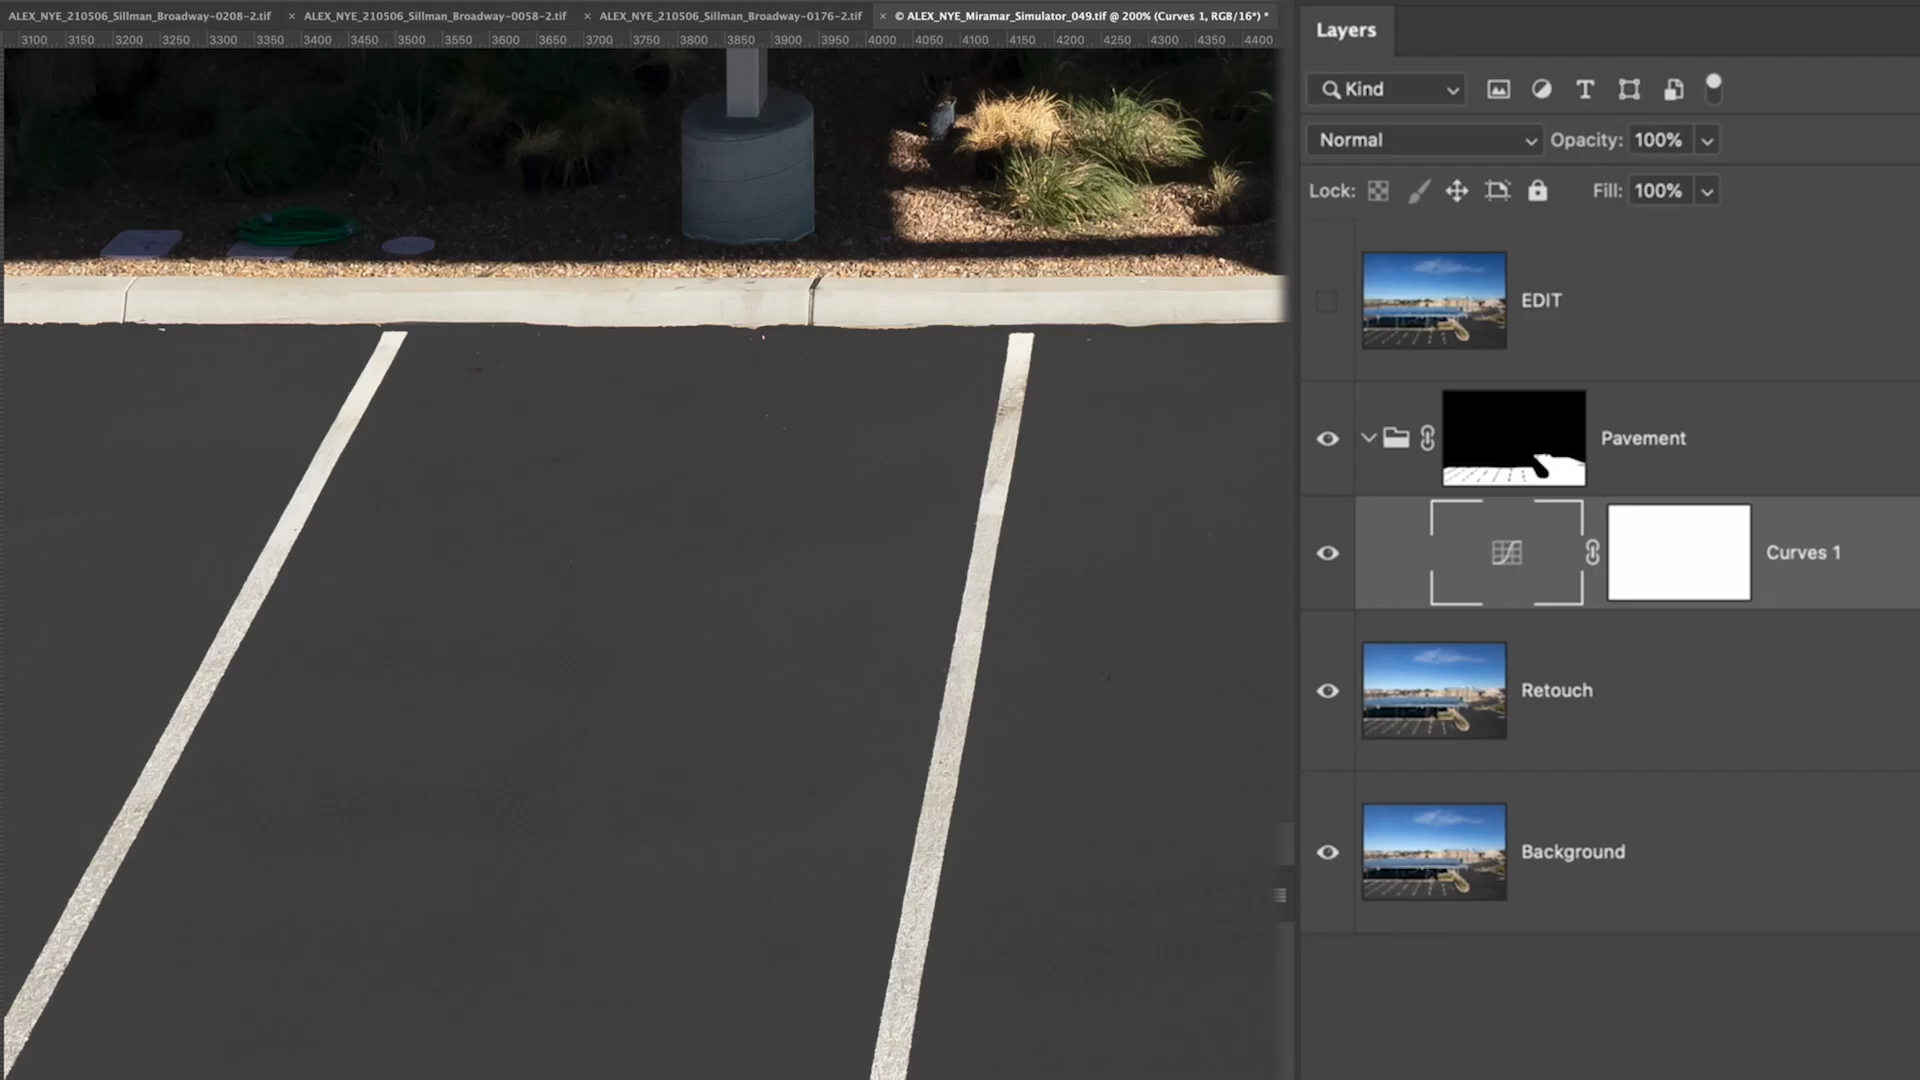 ALEX_NYE_210506_Sillman_Broadway-0208-2.tif × ALEX_NYE_210506_Sillman_Broadway-0058-2.tif × ALEX_NYE_210506_Sillman_Broadway-0176-2.tif × © ALEX_NYE_Miramar_Simulator_049.tif @ 200% (Curves 1, RGB/16*) *
3100 3150 3200 3250 3300 3350 3400 3450 3500 3550 3600 3650 3700 3750 3800 3850 3900 3950 4000 4050 4100 4150 4200 4250 4300 4350 4400
Layers
Kind
Normal Opacity: 100%
Lock: Fill: 100%
EDIT
Pavement
Curves 1
Retouch
Background